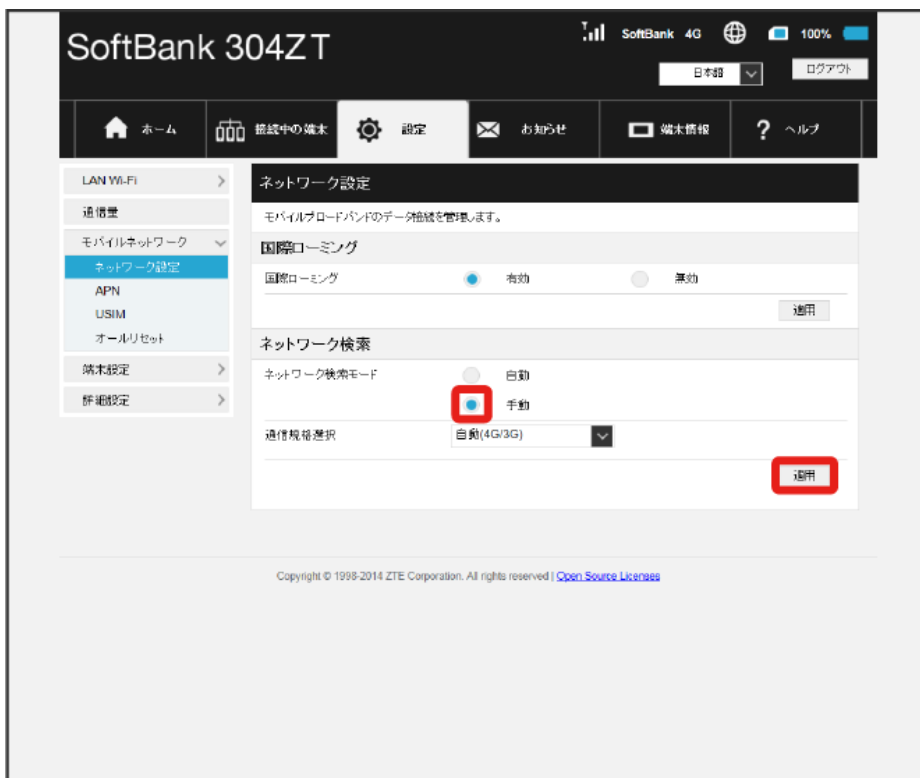 SoftBank 304ZT
SoftBank 4G 100%
日本語 ログアウト
ホーム 接続中の端末 設定 お知らせ 端末情報 ? ヘルプ
LAN Wi-Fi
通信量
モバイルネットワーク
ネットワーク設定
APN
USIM
オールリセット
端末設定
詳細設定
ネットワーク設定
モバイルブロードバンドのデータ接続を管理します。
国際ローミング
国際ローミング 有効 無効
適用
ネットワーク検索
ネットワーク検索モード 自動
手動
通信規格選択 自動(4G/3G)
適用
Copyright © 1998-2014 ZTE Corporation. All rights reserved | Open Source Licenses